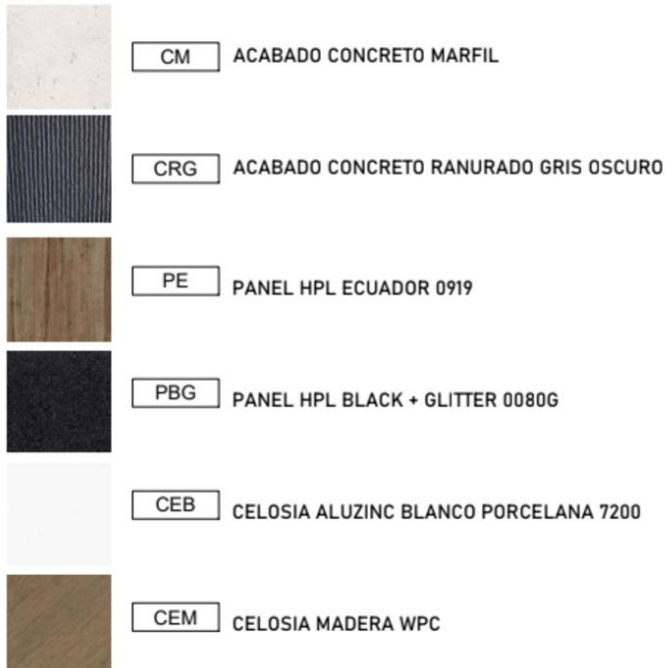 CM ACABADO CONCRETO MARFIL
CRG ACABADO CONCRETO RANURADO GRIS OSCURO
PE PANEL HPL ECUADOR 0919
PBG PANEL HPL BLACK + GLITTER 0080G
CEB CELOSIA ALUZINC BLANCO PORCELANA 7200
CEM CELOSIA MADERA WPC